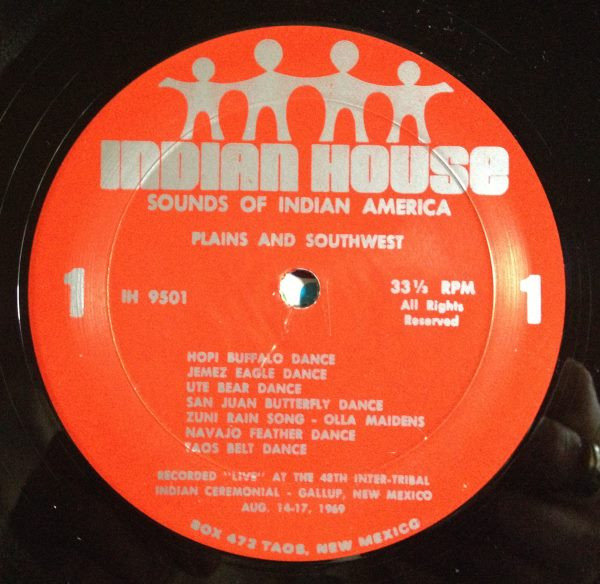 INDIAN HOUSE
SOUNDS OF INDIAN AMERICA
PLAINS AND SOUTHWEST
1
IH 9501
33⅓ RPM
All Rights
Reserved
1
HOPI BUFFALO DANCE
JEMEZ EAGLE DANCE
UTE BEAR DANCE
SAN JUAN BUTTERFLY DANCE
ZUNI RAIN SONG - OLLA MAIDENS
NAVAJO FEATHER DANCE
TAOS BELT DANCE
RECORDED "LIVE" AT THE 48TH INTER-TRIBAL
INDIAN CEREMONIAL - GALLUP, NEW MEXICO
AUG. 14-17, 1969
BOX 472 TAOS, NEW MEXICO